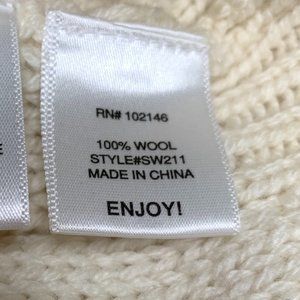 RN# 102146
100% WOOL
STYLE#SW211
MADE IN CHINA
ENJOY!
E